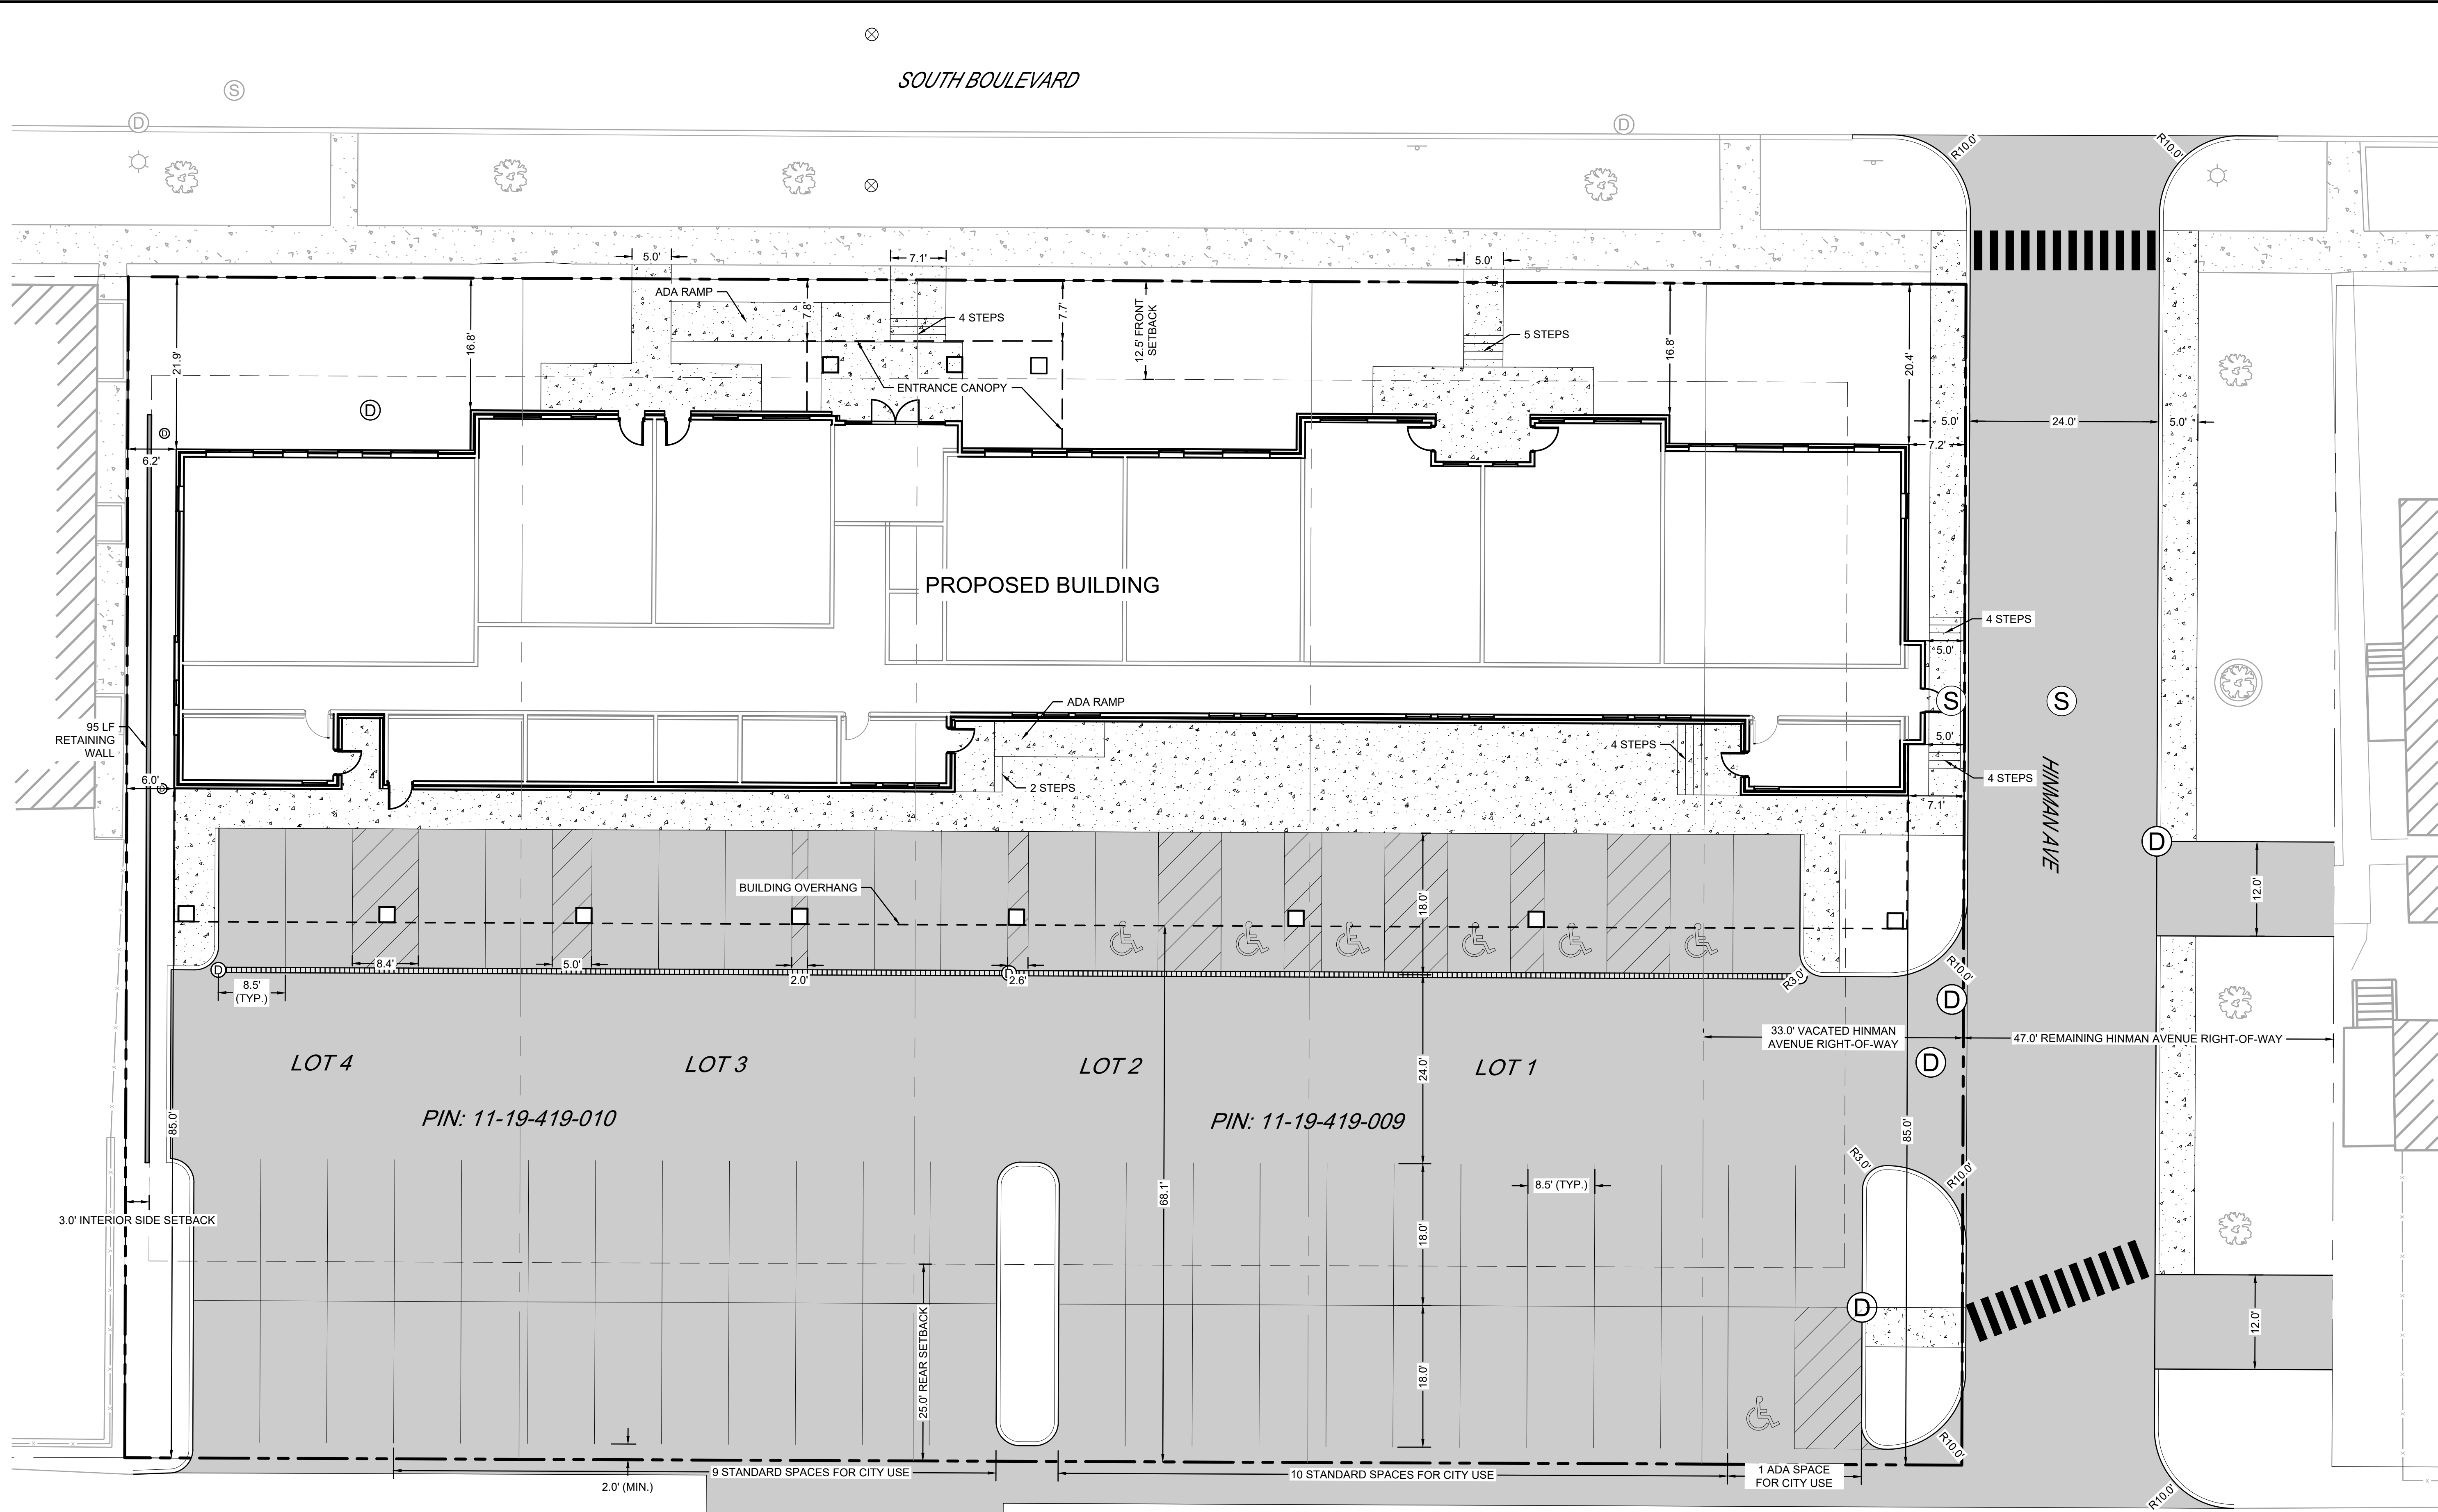 SOUTH BOULEVARD
S
D
D
R10.0'
R10.0'
5.0'
7.1'
5.0'
ADA RAMP
7.8'
4 STEPS
7.7'
12.5' FRONT
SETBACK
5 STEPS
21.9'
16.8'
16.8'
20.4'
ENTRANCE CANOPY
D
D
6.2'
5.0'
24.0'
5.0'
7.2'
PROPOSED BUILDING
4 STEPS
5.0'
S
S
ADA RAMP
95 LF
RETAINING
WALL
4 STEPS
5.0'
HINMAN AVE
4 STEPS
6.0'
D
2 STEPS
7.1'
D
BUILDING OVERHANG
18.0'
12.0'
8.4'
5.0'
2.0'
2.6'
D
D
8.5'
(TYP.)
R3.0'
R10.0'
D
33.0' VACATED HINMAN
AVENUE RIGHT-OF-WAY
47.0' REMAINING HINMAN AVENUE RIGHT-OF-WAY
LOT 4
LOT 3
LOT 2
LOT 1
D
24.0'
PIN: 11-19-419-010
PIN: 11-19-419-009
85.0'
85.0'
R3.0'
R10.0'
68.1'
8.5' (TYP.)
3.0' INTERIOR SIDE SETBACK
18.0'
D
12.0'
25.0' REAR SETBACK
18.0'
R10.0'
9 STANDARD SPACES FOR CITY USE
10 STANDARD SPACES FOR CITY USE
1 ADA SPACE
FOR CITY USE
2.0' (MIN.)
R10.0'